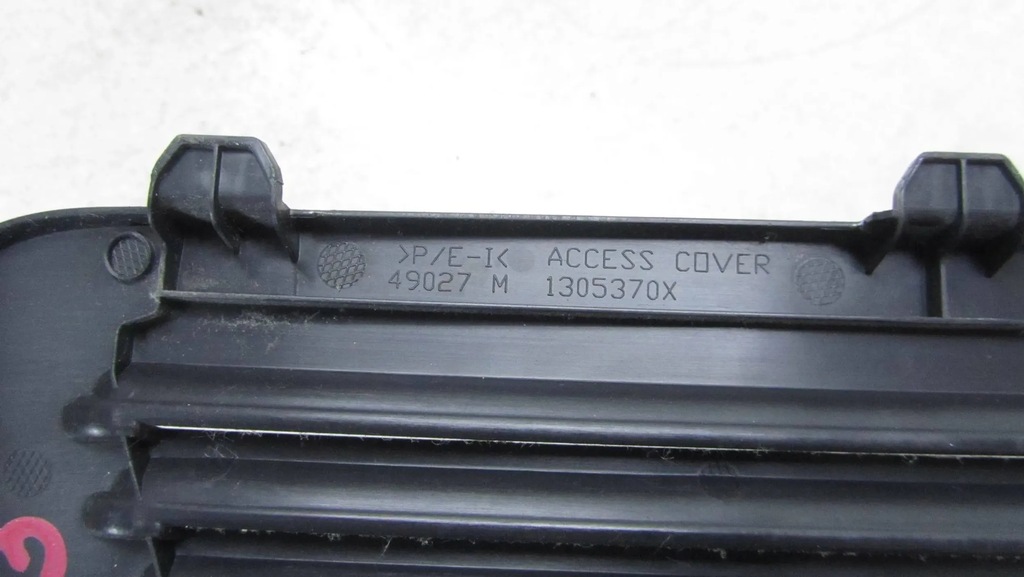 >P/E-I< ACCESS COVER
49027 M 1305370X